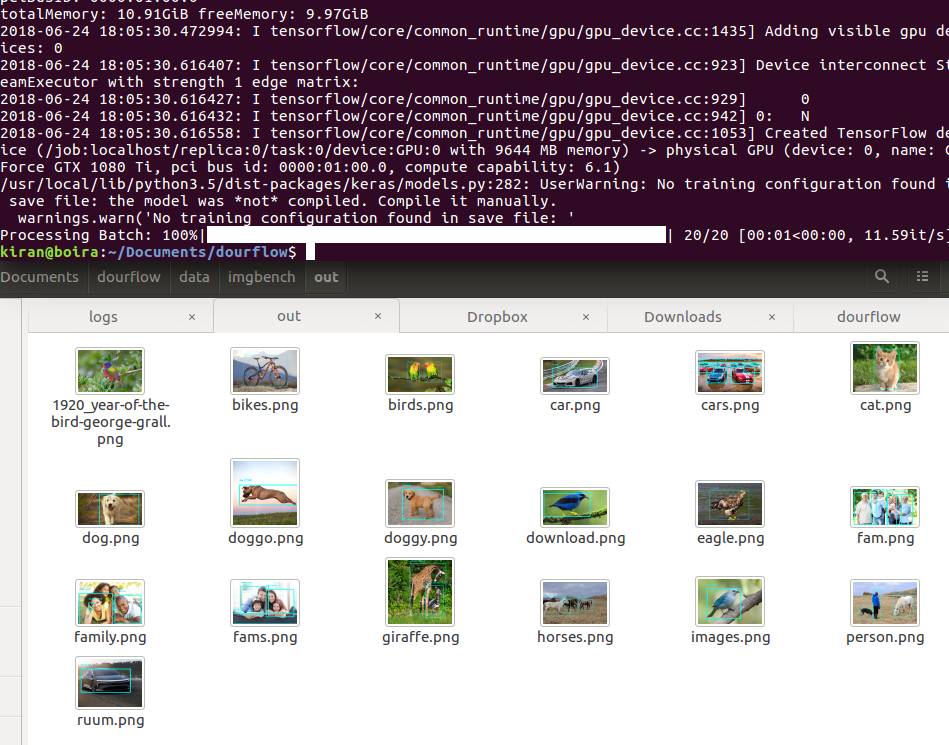 totalMemory: 10.91GiB freeMemory: 9.97GiB
2018-06-24 18:05:30.472994: I tensorflow/core/common_runtime/gpu/gpu_device.cc:1435] Adding visible gpu de
ices: 0
2018-06-24 18:05:30.616407: I tensorflow/core/common_runtime/gpu/gpu_device.cc:923] Device interconnect St
eamExecutor with strength 1 edge matrix:
2018-06-24 18:05:30.616427: I tensorflow/core/common_runtime/gpu/gpu_device.cc:929]      0
2018-06-24 18:05:30.616432: I tensorflow/core/common_runtime/gpu/gpu_device.cc:942] 0:   N
2018-06-24 18:05:30.616558: I tensorflow/core/common_runtime/gpu/gpu_device.cc:1053] Created TensorFlow de
ice (/job:localhost/replica:0/task:0/device:GPU:0 with 9644 MB memory) -> physical GPU (device: 0, name: G
Force GTX 1080 Ti, pci bus id: 0000:01:00.0, compute capability: 6.1)
/usr/local/lib/python3.5/dist-packages/keras/models.py:282: UserWarning: No training configuration found i
save file: the model was *not* compiled. Compile it manually.
warnings.warn('No training configuration found in save file: '
Processing Batch: 100%| | 20/20 [00:01<00:00, 11.59it/s]
kiran@boira:~/Documents/dourflow$
Documents dourflow data imgbench out
logs × out × Dropbox × Downloads × dourflow
1920_year-of-the-
bird-george-grall.
png
bikes.png
birds.png
car.png
cars.png
cat.png
dog.png
doggo.png
doggy.png
download.png
eagle.png
fam.png
family.png
fams.png
giraffe.png
horses.png
images.png
person.png
ruum.png